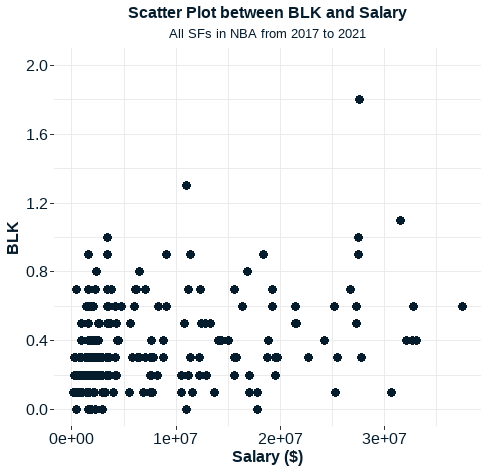 Scatter Plot between BLK and Salary
All SFs in NBA from 2017 to 2021
BLK
2.0
1.6
1.2
0.8
0.4
0.0
0e+00 1e+07 2e+07 3e+07
Salary ($)